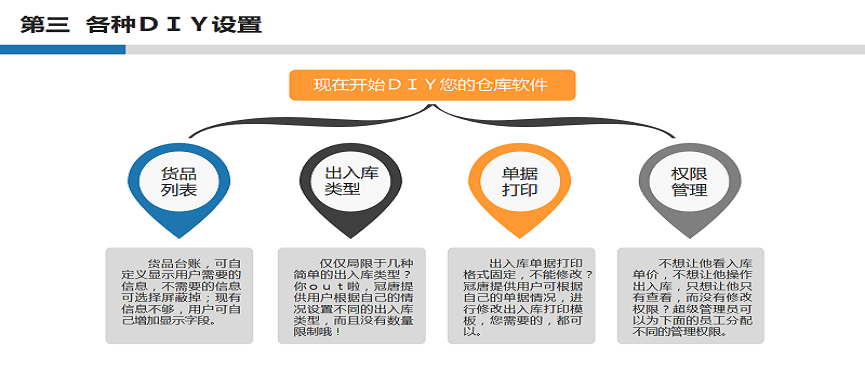 第三 各种ＤＩＹ设置
现在开始ＤＩＹ您的仓库软件
货品
列表
出入库
类型
单据
打印
权限
管理
货品台账，可自
定义显示用户需要的
信息，不需要的信息
可选择屏蔽掉；现有
信息不够，用户可自
己增加显示字段。
仅仅局限于几种
简单的出入库类型？
你ｏｕｔ啦，冠唐提
供用户根据自己的情
况设置不同的出入库
类型，而且没有数量
限制哦！
出入库单据打印
格式固定，不能修改？
冠唐提供用户可根据
自己的单据情况，进
行修改出入库打印模
板，您需要的，都可
以。
不想让他看入库
单价，不想让他操作
出入库，只想让他只
有查看，而没有修改
权限？超级管理员可
以为下面的员工分配
不同的管理权限。